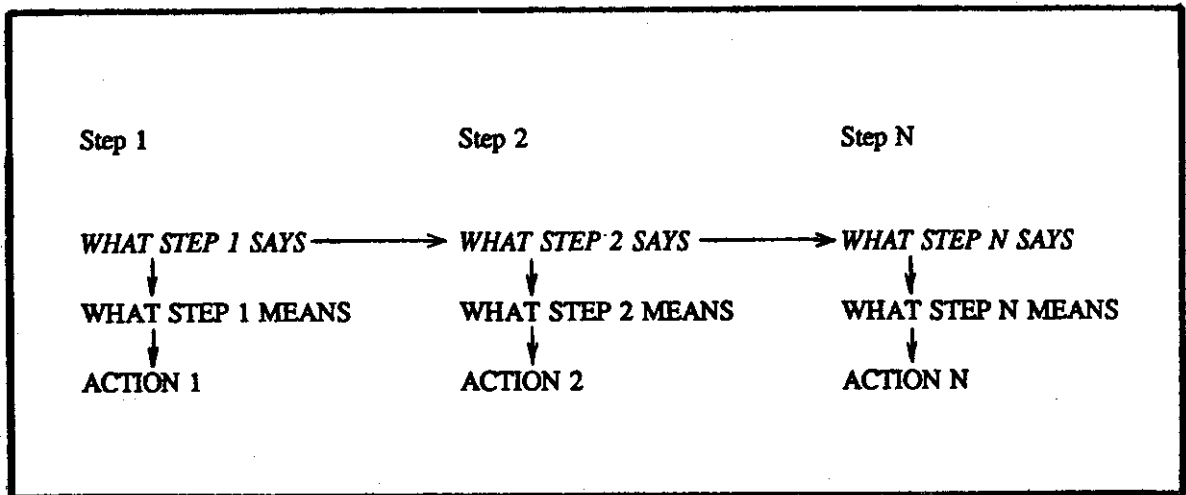 Step 1 Step 2 Step N
WHAT STEP 1 SAYS WHAT STEP 2 SAYS WHAT STEP N SAYS
WHAT STEP 1 MEANS WHAT STEP 2 MEANS WHAT STEP N MEANS
ACTION 1 ACTION 2 ACTION N